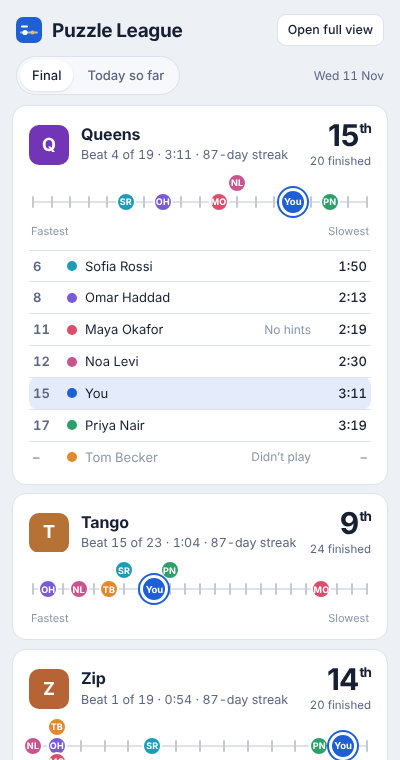 Puzzle League
Open full view
Final
Today so far
Wed 11 Nov
Q
Queens
15th
Beat 4 of 19 · 3:11 · 87-day streak
20 finished
NL
SR
OH
MO
You
PN
Fastest
Slowest
6 Sofia Rossi 1:50
8 Omar Haddad 2:13
11 Maya Okafor No hints 2:19
12 Noa Levi 2:30
15 You 3:11
17 Priya Nair 3:19
– Tom Becker Didn't play –
T
Tango
9th
Beat 15 of 23 · 1:04 · 87-day streak
24 finished
SR
PN
OH
NL
TB
You
MO
Fastest
Slowest
Z
Zip
14th
Beat 1 of 19 · 0:54 · 87-day streak
20 finished
TB
NL
OH
SR
PN
You